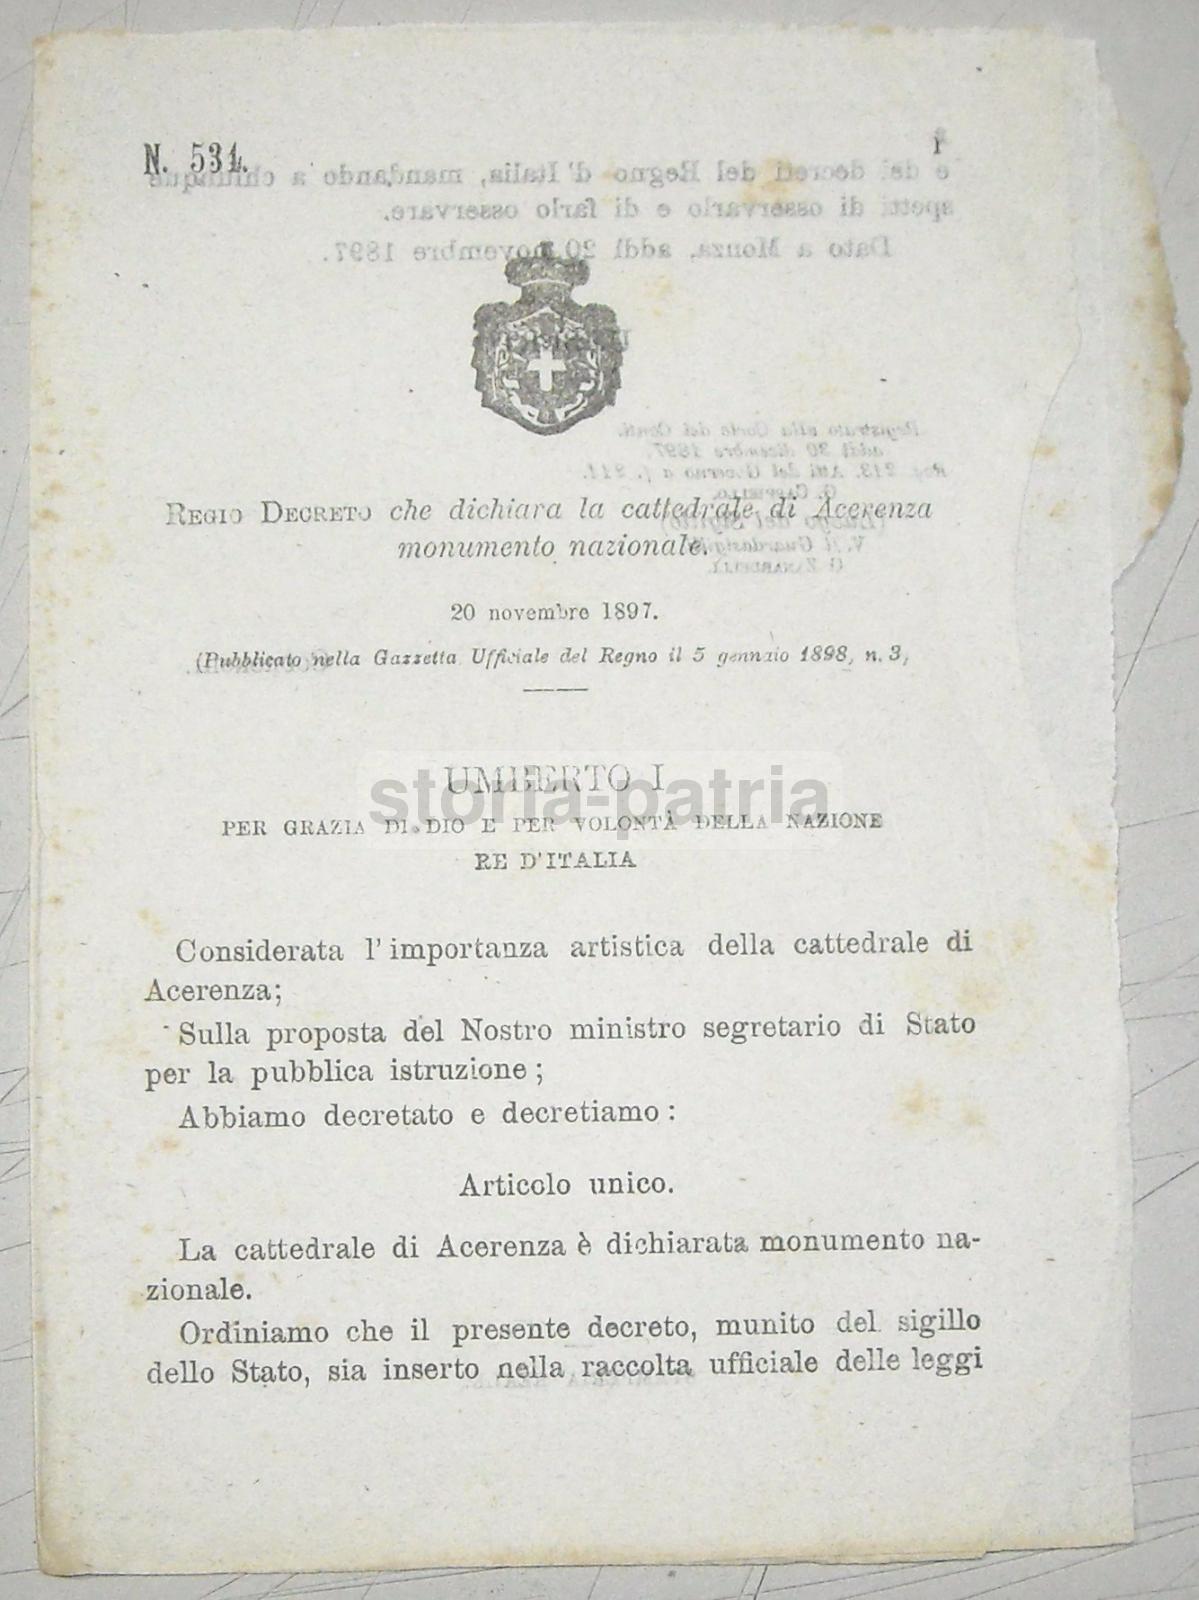 N. 531.
1
REGIO DECRETO che dichiara la cattedrale di Acerenza
monumento nazionale.
20 novembre 1897.
(Pubblicato nella Gazzetta Ufficiale del Regno il 5 gennaio 1898, n. 3)
UMBERTO I
storia-patria
PER GRAZIA DI DIO E PER VOLONTÀ DELLA NAZIONE
RE D'ITALIA
Considerata l'importanza artistica della cattedrale di
Acerenza;
Sulla proposta del Nostro ministro segretario di Stato
per la pubblica istruzione;
Abbiamo decretato e decretiamo:
Articolo unico.
La cattedrale di Acerenza è dichiarata monumento na-
zionale.
Ordiniamo che il presente decreto, munito del sigillo
dello Stato, sia inserto nella raccolta ufficiale delle leggi